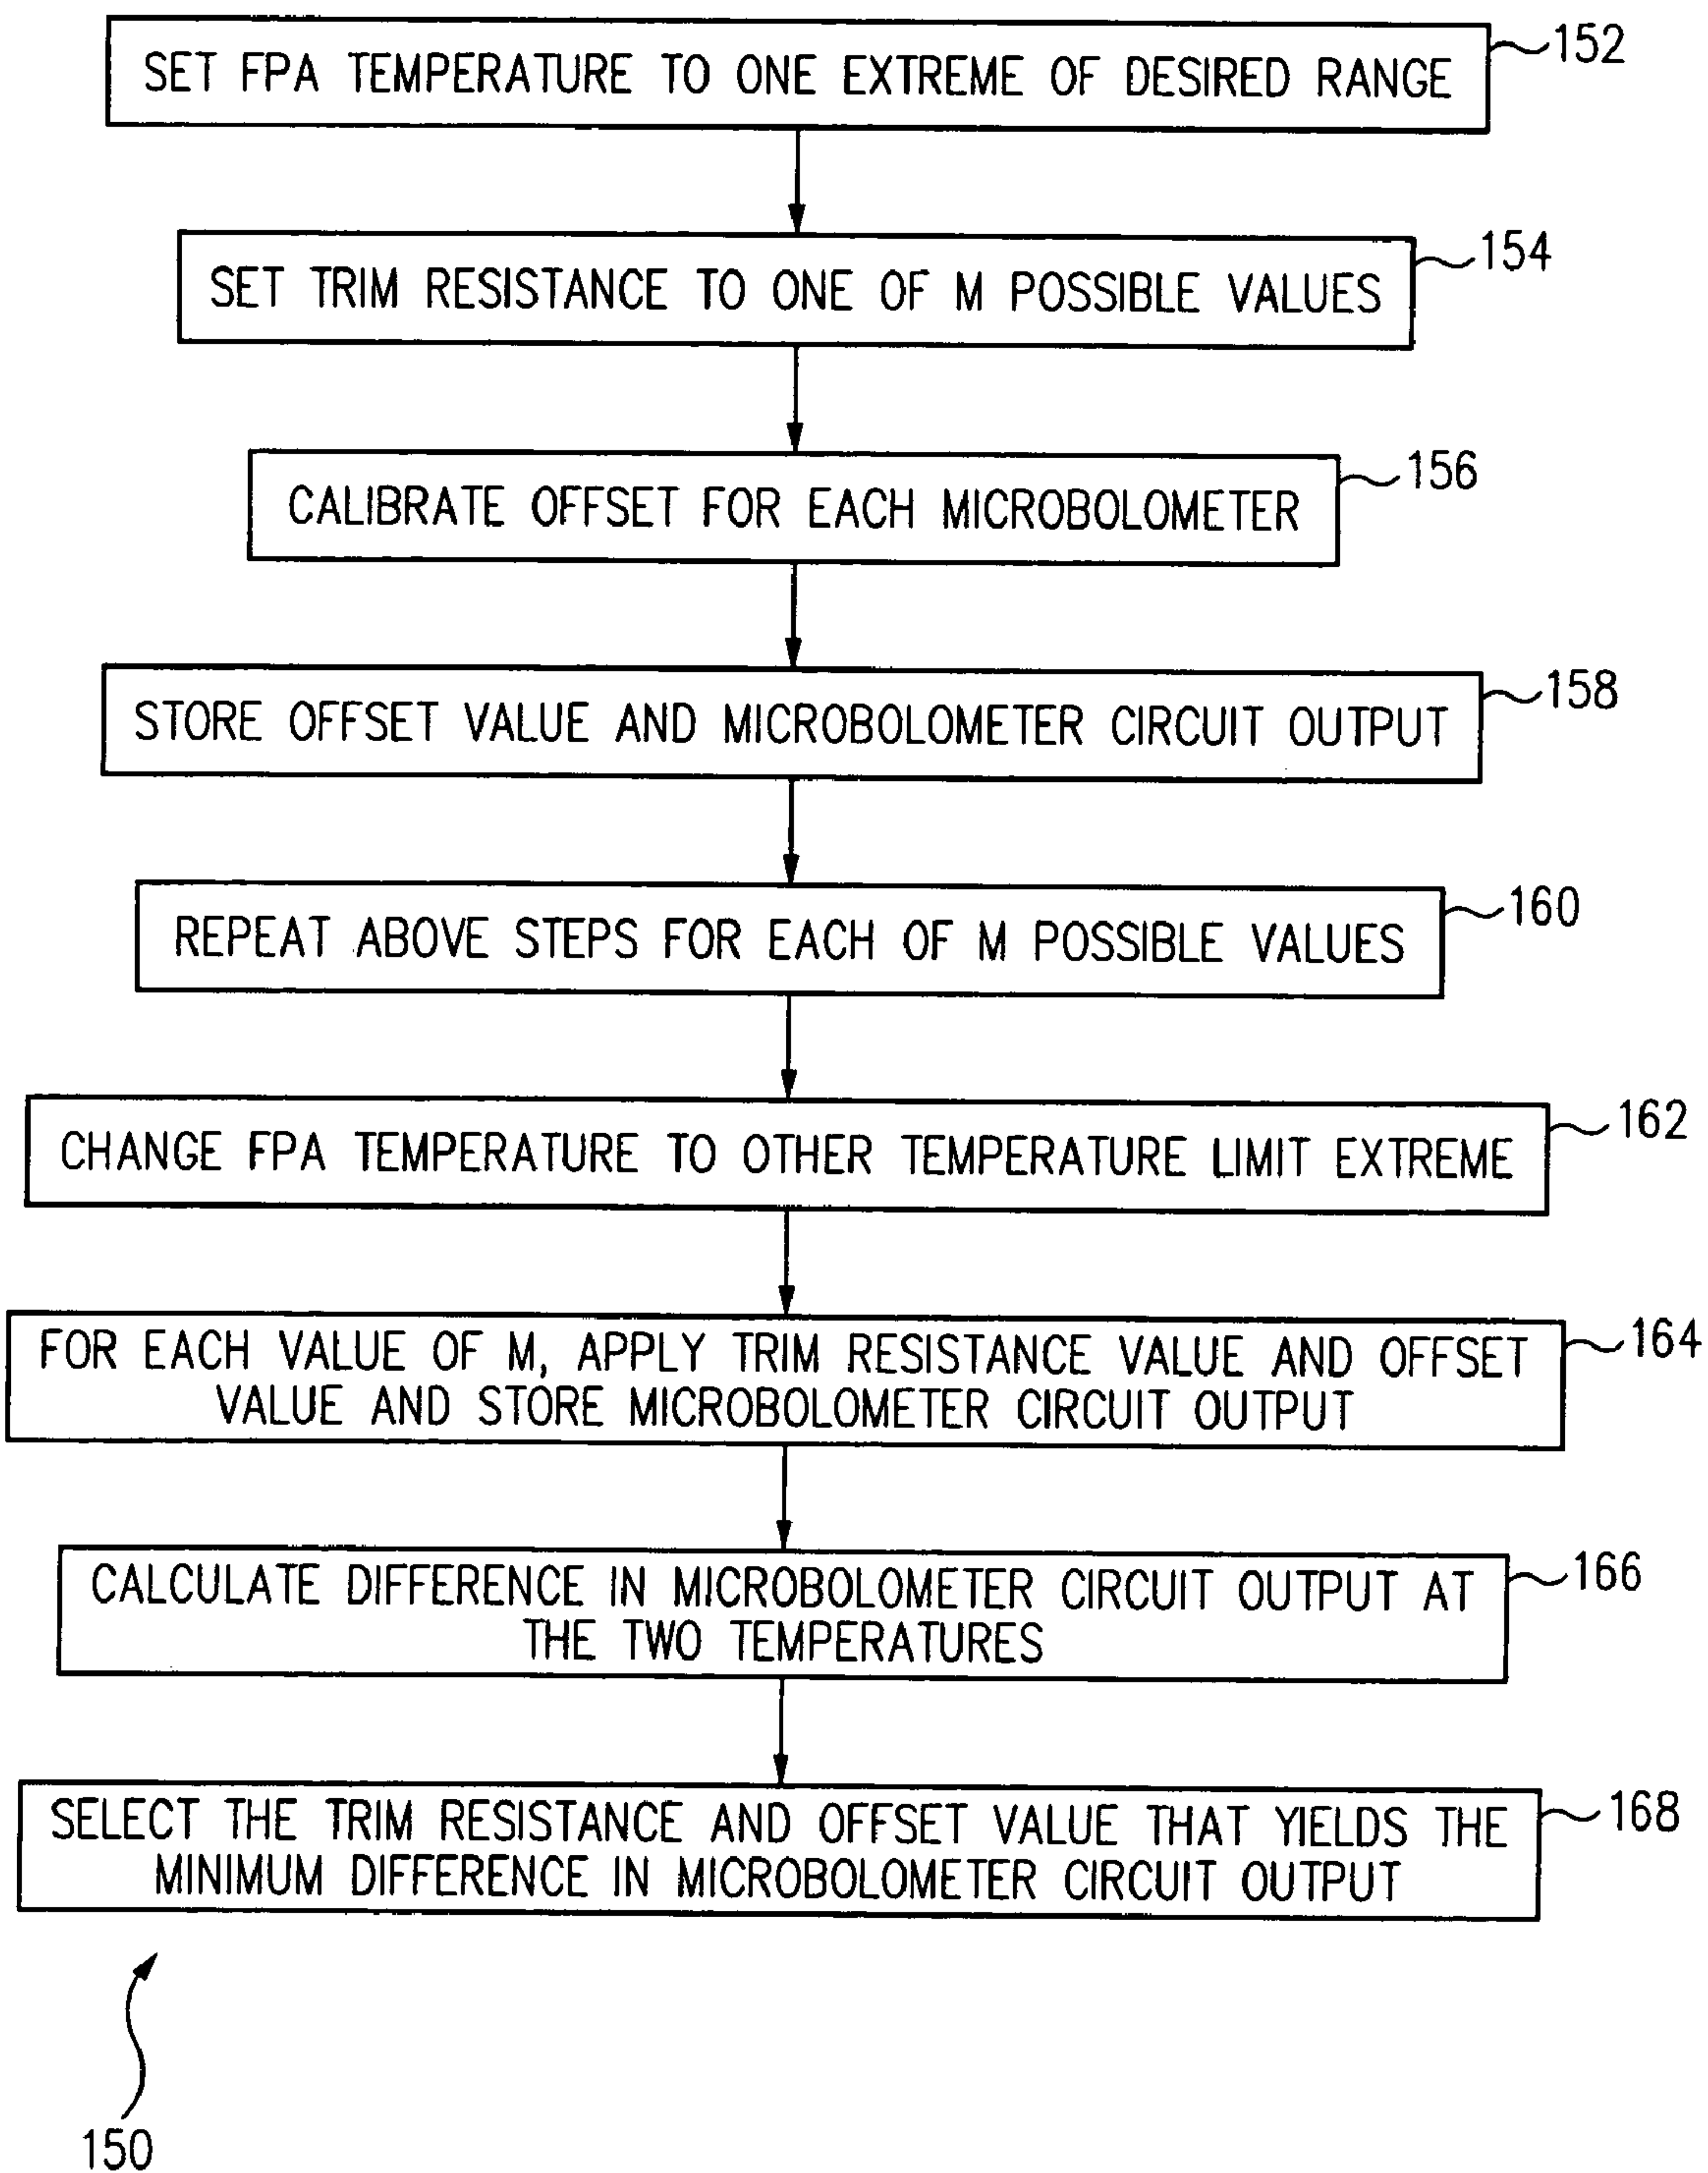 SET FPA TEMPERATURE TO ONE EXTREME OF DESIRED RANGE
152
SET TRIM RESISTANCE TO ONE OF M POSSIBLE VALUES
154
CALIBRATE OFFSET FOR EACH MICROBOLOMETER
156
STORE OFFSET VALUE AND MICROBOLOMETER CIRCUIT OUTPUT
158
REPEAT ABOVE STEPS FOR EACH OF M POSSIBLE VALUES
160
CHANGE FPA TEMPERATURE TO OTHER TEMPERATURE LIMIT EXTREME
162
FOR EACH VALUE OF M, APPLY TRIM RESISTANCE VALUE AND OFFSET
VALUE AND STORE MICROBOLOMETER CIRCUIT OUTPUT
164
CALCULATE DIFFERENCE IN MICROBOLOMETER CIRCUIT OUTPUT AT
THE TWO TEMPERATURES
166
SELECT THE TRIM RESISTANCE AND OFFSET VALUE THAT YIELDS THE
MINIMUM DIFFERENCE IN MICROBOLOMETER CIRCUIT OUTPUT
168
150